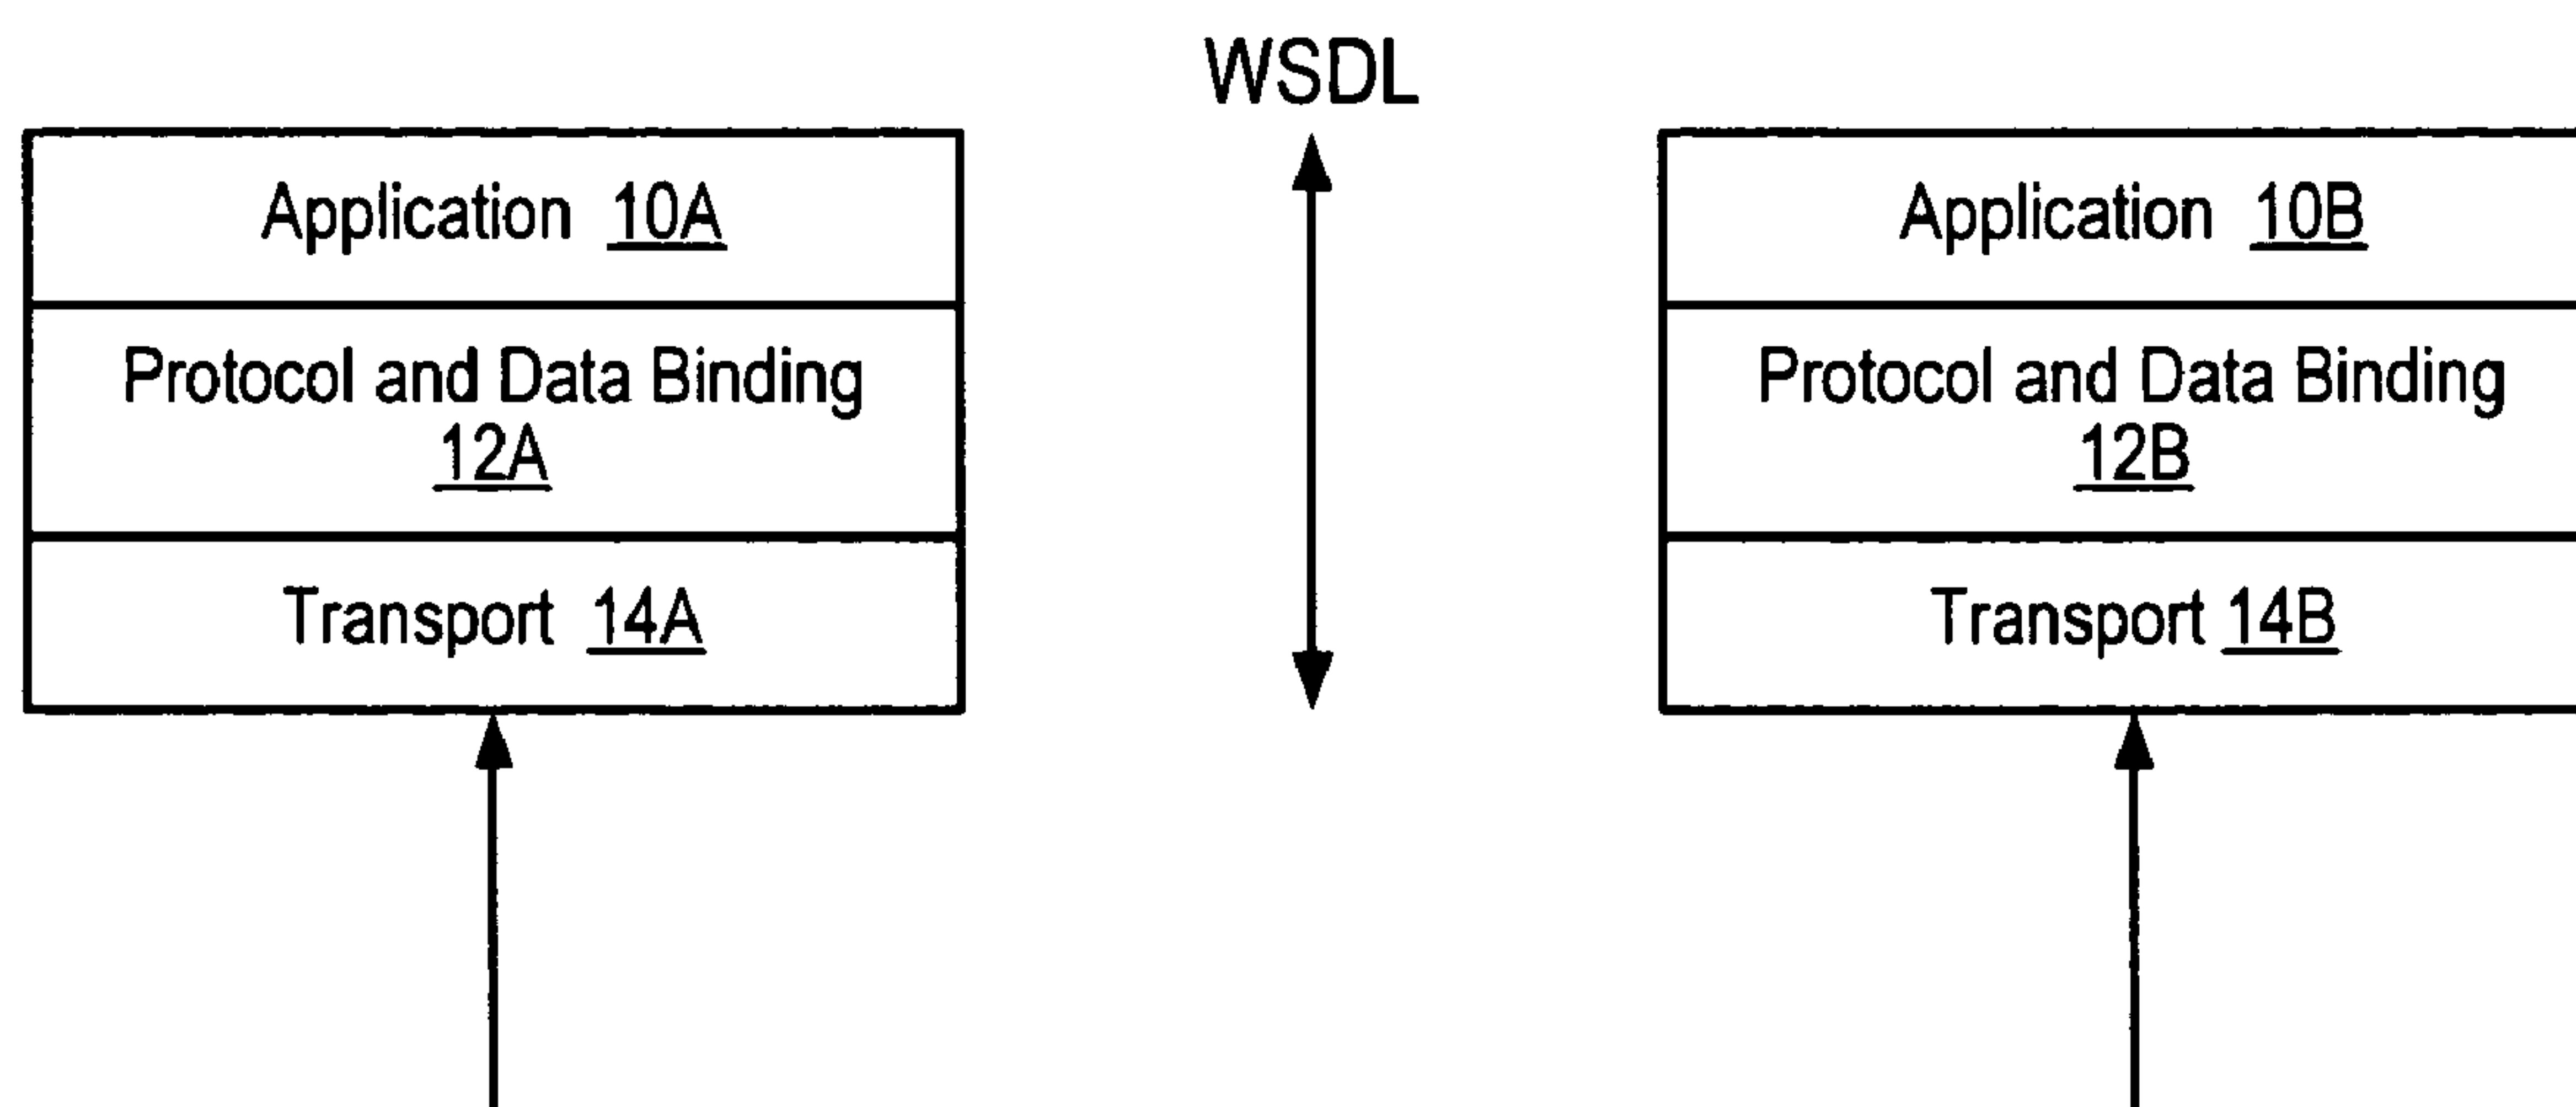 WSDL
Application 10A
Protocol and Data Binding
12A
Transport 14A
Application 10B
Protocol and Data Binding
12B
Transport 14B